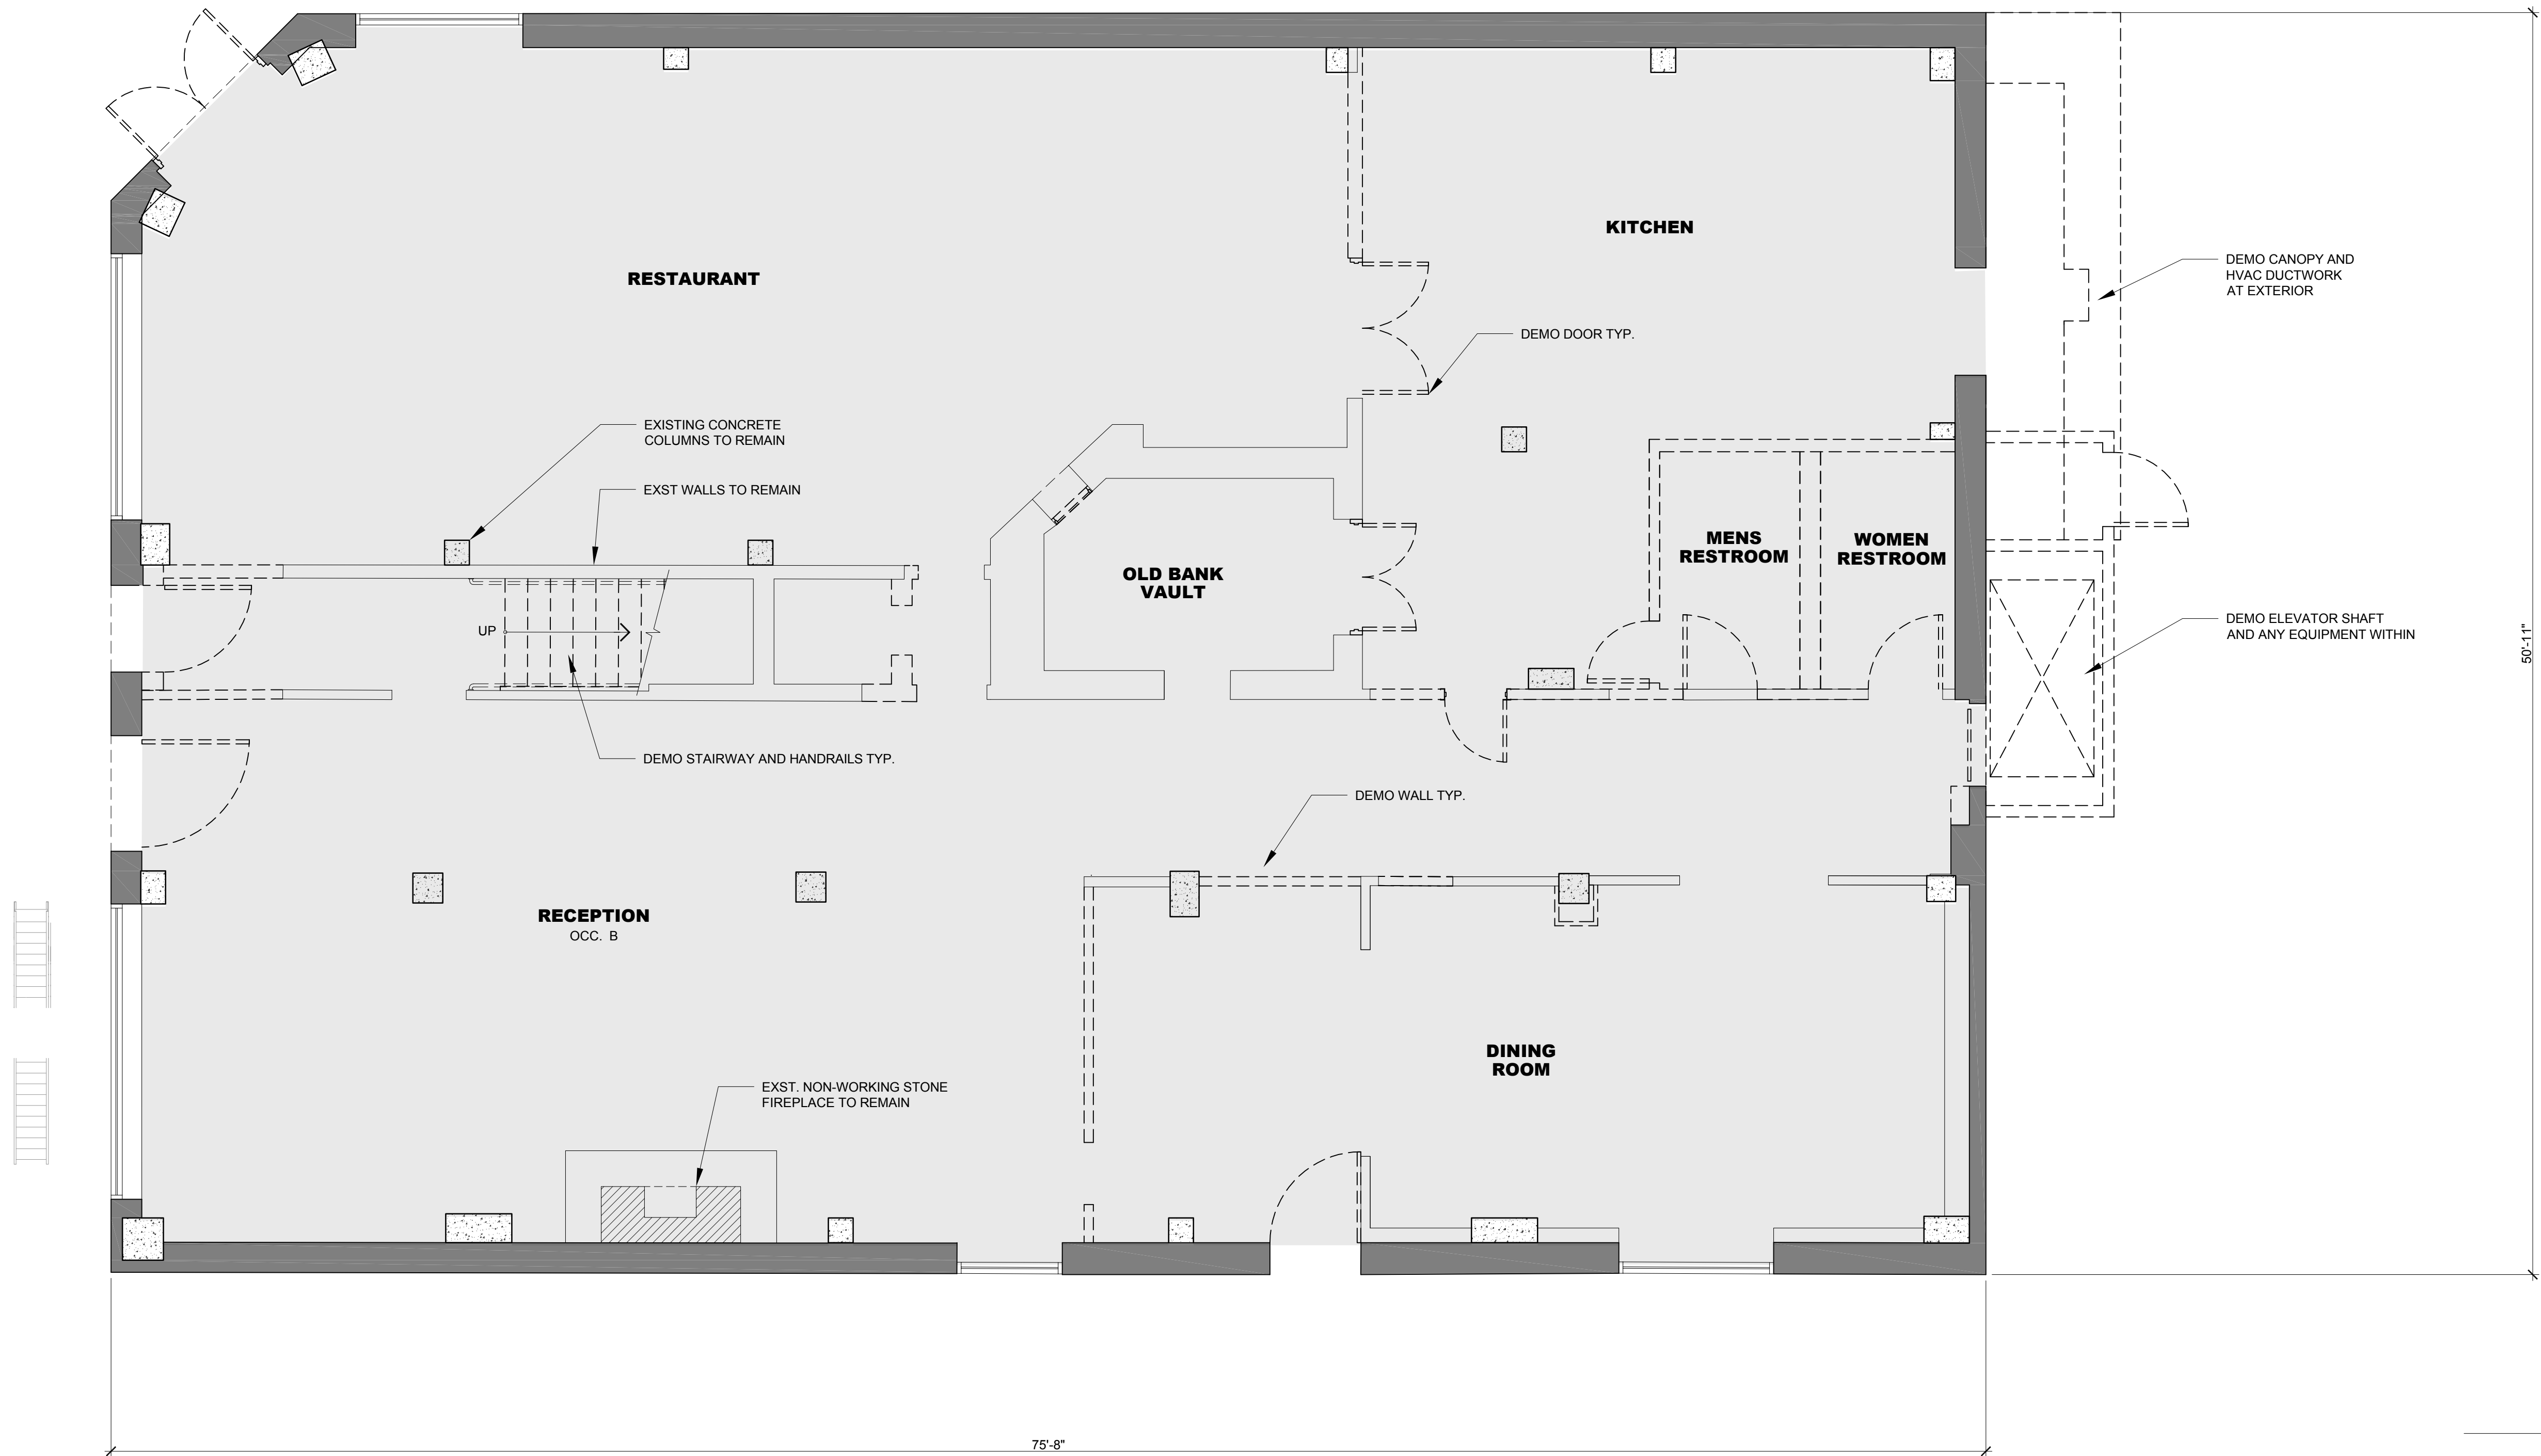 KITCHEN
RESTAURANT
DEMO CANOPY AND
HVAC DUCTWORK
AT EXTERIOR
DEMO DOOR TYP.
EXISTING CONCRETE
COLUMNS TO REMAIN
EXST WALLS TO REMAIN
MENS
RESTROOM
WOMEN
RESTROOM
OLD BANK
VAULT
UP
DEMO ELEVATOR SHAFT
AND ANY EQUIPMENT WITHIN
50'-11"
DEMO STAIRWAY AND HANDRAILS TYP.
DEMO WALL TYP.
RECEPTION
OCC. B
DINING
ROOM
EXST. NON-WORKING STONE
FIREPLACE TO REMAIN
75'-8"